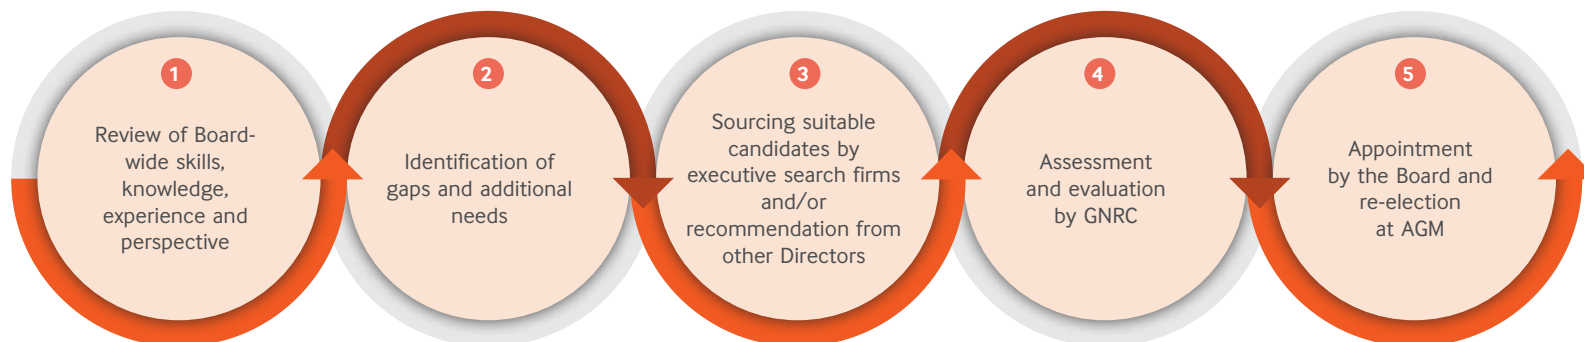 1
Review of Board-
wide skills,
knowledge,
experience and
perspective
2
Identification of
gaps and additional
needs
3
Sourcing suitable
candidates by
executive search firms
and/or
recommendation from
other Directors
4
Assessment
and evaluation
by GNRC
5
Appointment
by the Board and
re-election
at AGM